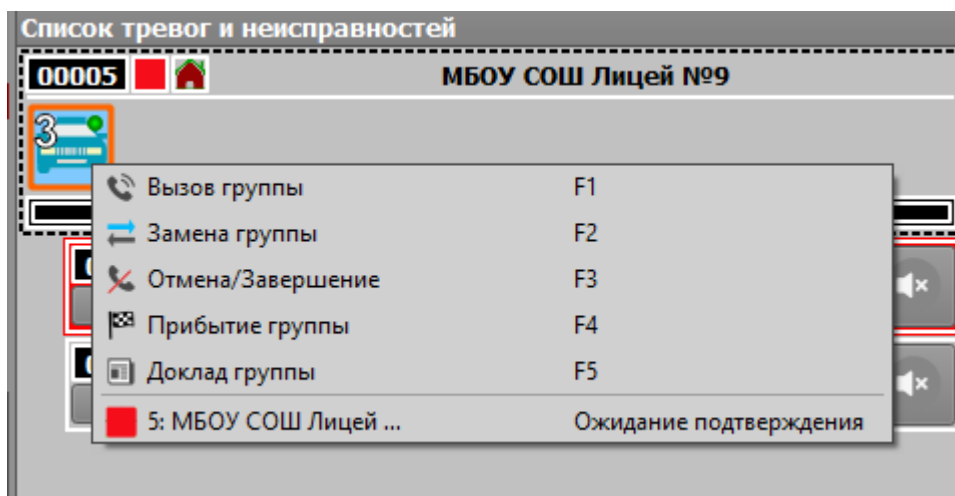 Список тревог и неисправностей
00005 МБОУ СОШ Лицей №9
3
Вызов группы F1
Замена группы F2
Отмена/Завершение F3
Прибытие группы F4
Доклад группы F5
5: МБОУ СОШ Лицей ... Ожидание подтверждения